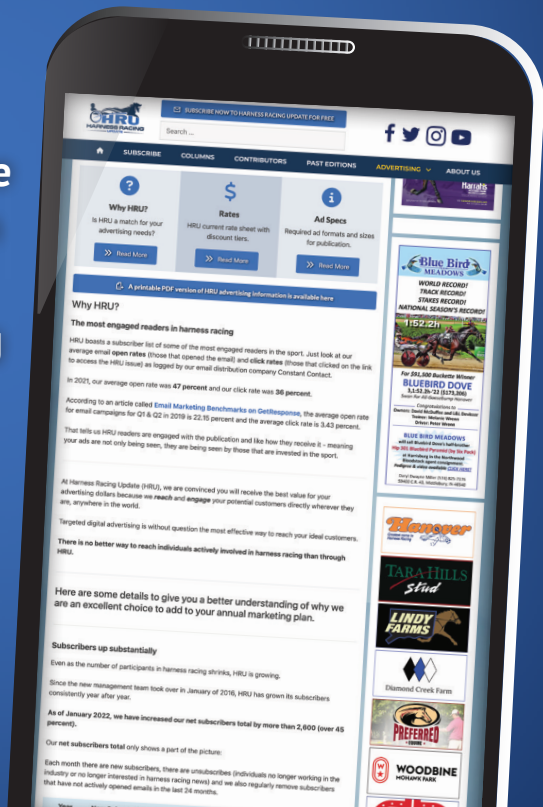 e
HRU
HARNESS RACING
UPDATE
SUBSCRIBE NOW TO HARNESS RACING UPDATE FOR FREE
Search ...
SUBSCRIBE
COLUMNS
CONTRIBUTORS
PAST EDITIONS
ADVERTISING
ABOUT US
Harrah's
Why HRU?
Is HRU a match for your
advertising needs?
Read More
Rates
HRU current rate sheet with
discount tiers.
Read More
Ad Specs
Required ad formats and sizes
for publication.
Read More
A printable PDF version of HRU advertising information is available here
Why HRU?
The most engaged readers in harness racing
HRU boasts a subscriber list of some of the most engaged readers in the sport. Just look at our
average email open rates (those that opened the email) and click rates (those that clicked on the link
to access the HRU issue) as logged by our email distribution company Constant Contact.
In 2021, our average open rate was 47 percent and our click rate was 36 percent.
According to an article called Email Marketing Benchmarks on GetResponse, the average open rate
for email campaigns for Q1 & Q2 in 2019 is 22.15 percent and the average click rate is 3.43 percent.
That tells us HRU readers are engaged with the publication and like how they receive it - meaning
your ads are not only being seen, they are being seen by those that are invested in the sport.
At Harness Racing Update (HRU), we are convinced you will receive the best value for your
advertising dollars because we reach and engage your potential customers directly wherever they
are, anywhere in the world.
Targeted digital advertising is without question the most effective way to reach your ideal customers.
There is no better way to reach individuals actively involved in harness racing than through
HRU.
Here are some details to give you a better understanding of why we
are an excellent choice to add to your annual marketing plan.
Subscribers up substantially
Even as the number of participants in harness racing shrinks, HRU is growing.
Since the new management team took over in January of 2016, HRU has grown its subscribers
consistently year after year.
As of January 2022, we have increased our net subscribers total by more than 2,600 (over 45
percent).
Our net subscribers total only shows a part of the picture:
Each month there are new subscribers, there are unsubscribes (individuals no longer working in the
industry or no longer interested in harness racing news) and we also regularly remove subscribers
that have not actively opened emails in the last 24 months.
Blue Bird
MEADOWS
WORLD RECORD!
TRACK RECORD!
STAKES RECORD!
NATIONAL SEASON'S RECORD!
1:52.2h
For $91,500 Buckette Winner
BLUEBIRD DOVE
3,1:52.2h-'22 ($173,206)
Congratulations to
Driver: Peter Wrenn
BLUE BIRD MEADOWS
Hanover
TARA HILLS
Stud
LINDY
FARMS
Diamond Creek Farm
PREFERRED
EQUINE
WOODBINE
MOHAWK PARK